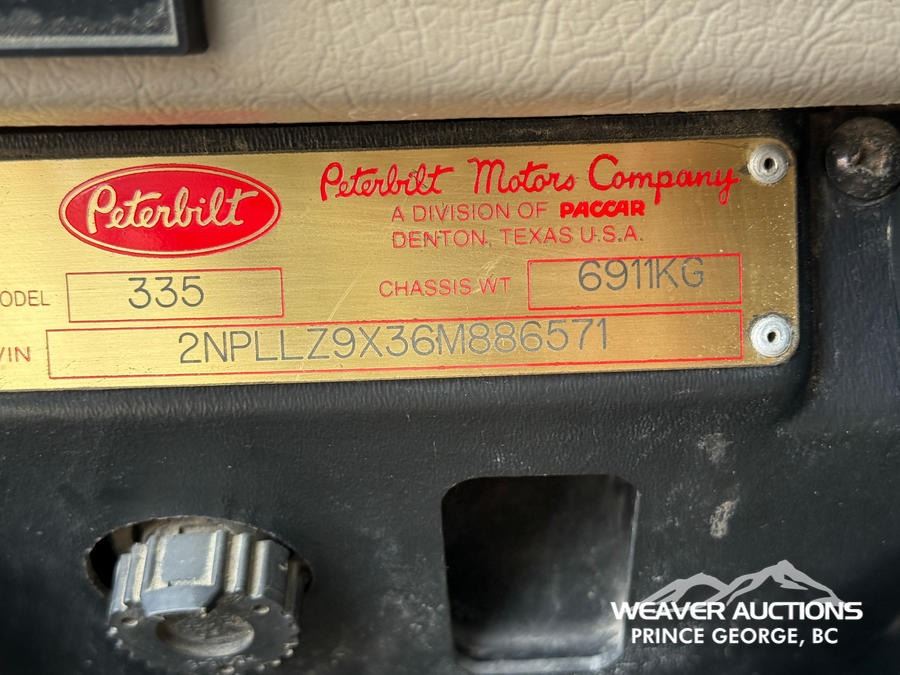 Peterbilt
Peterbilt Motors Company
A DIVISION OF PACCAR
DENTON, TEXAS U.S.A.
ODEL 335 CHASSIS WT 6911KG
VIN 2NPLLZ9X36M886571
WEAVER AUCTIONS
PRINCE GEORGE, BC